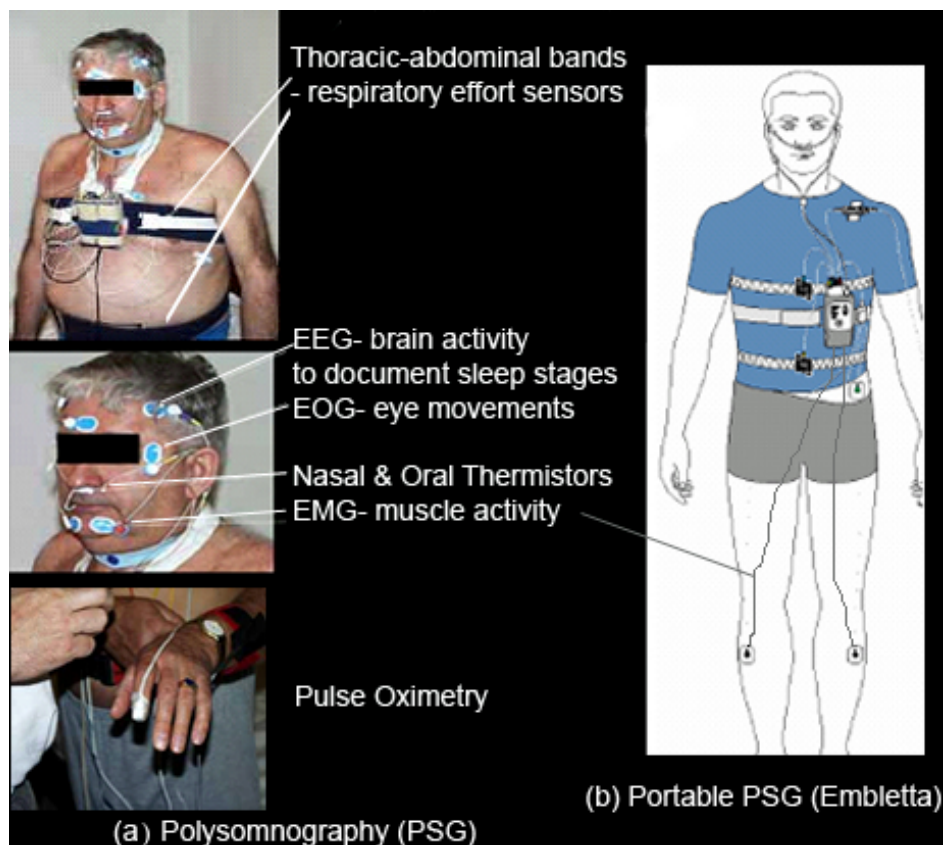 Thoracic-abdominal bands
- respiratory effort sensors
EEG- brain activity
to document sleep stages
EOG- eye movements
Nasal & Oral Thermistors
EMG- muscle activity
Pulse Oximetry
(a) Polysomnography (PSG)
(b) Portable PSG (Embletta)